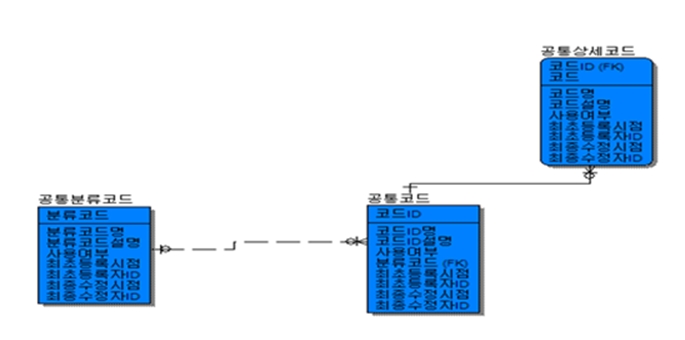 공통상세코드
코드ID (FK)
코드
코드명
코드설명
사용여부
최초등록시점
최초등록자ID
최종수정시점
최종수정자ID
공통분류코드
분류코드
분류코드명
분류코드설명
사용여부
최초등록시점
최초등록자ID
최종수정시점
최종수정자ID
공통코드
코드ID
코드ID명
코드ID설명
사용여부
분류코드 (FK)
최초등록시점
최초등록자ID
최종수정시점
최종수정자ID